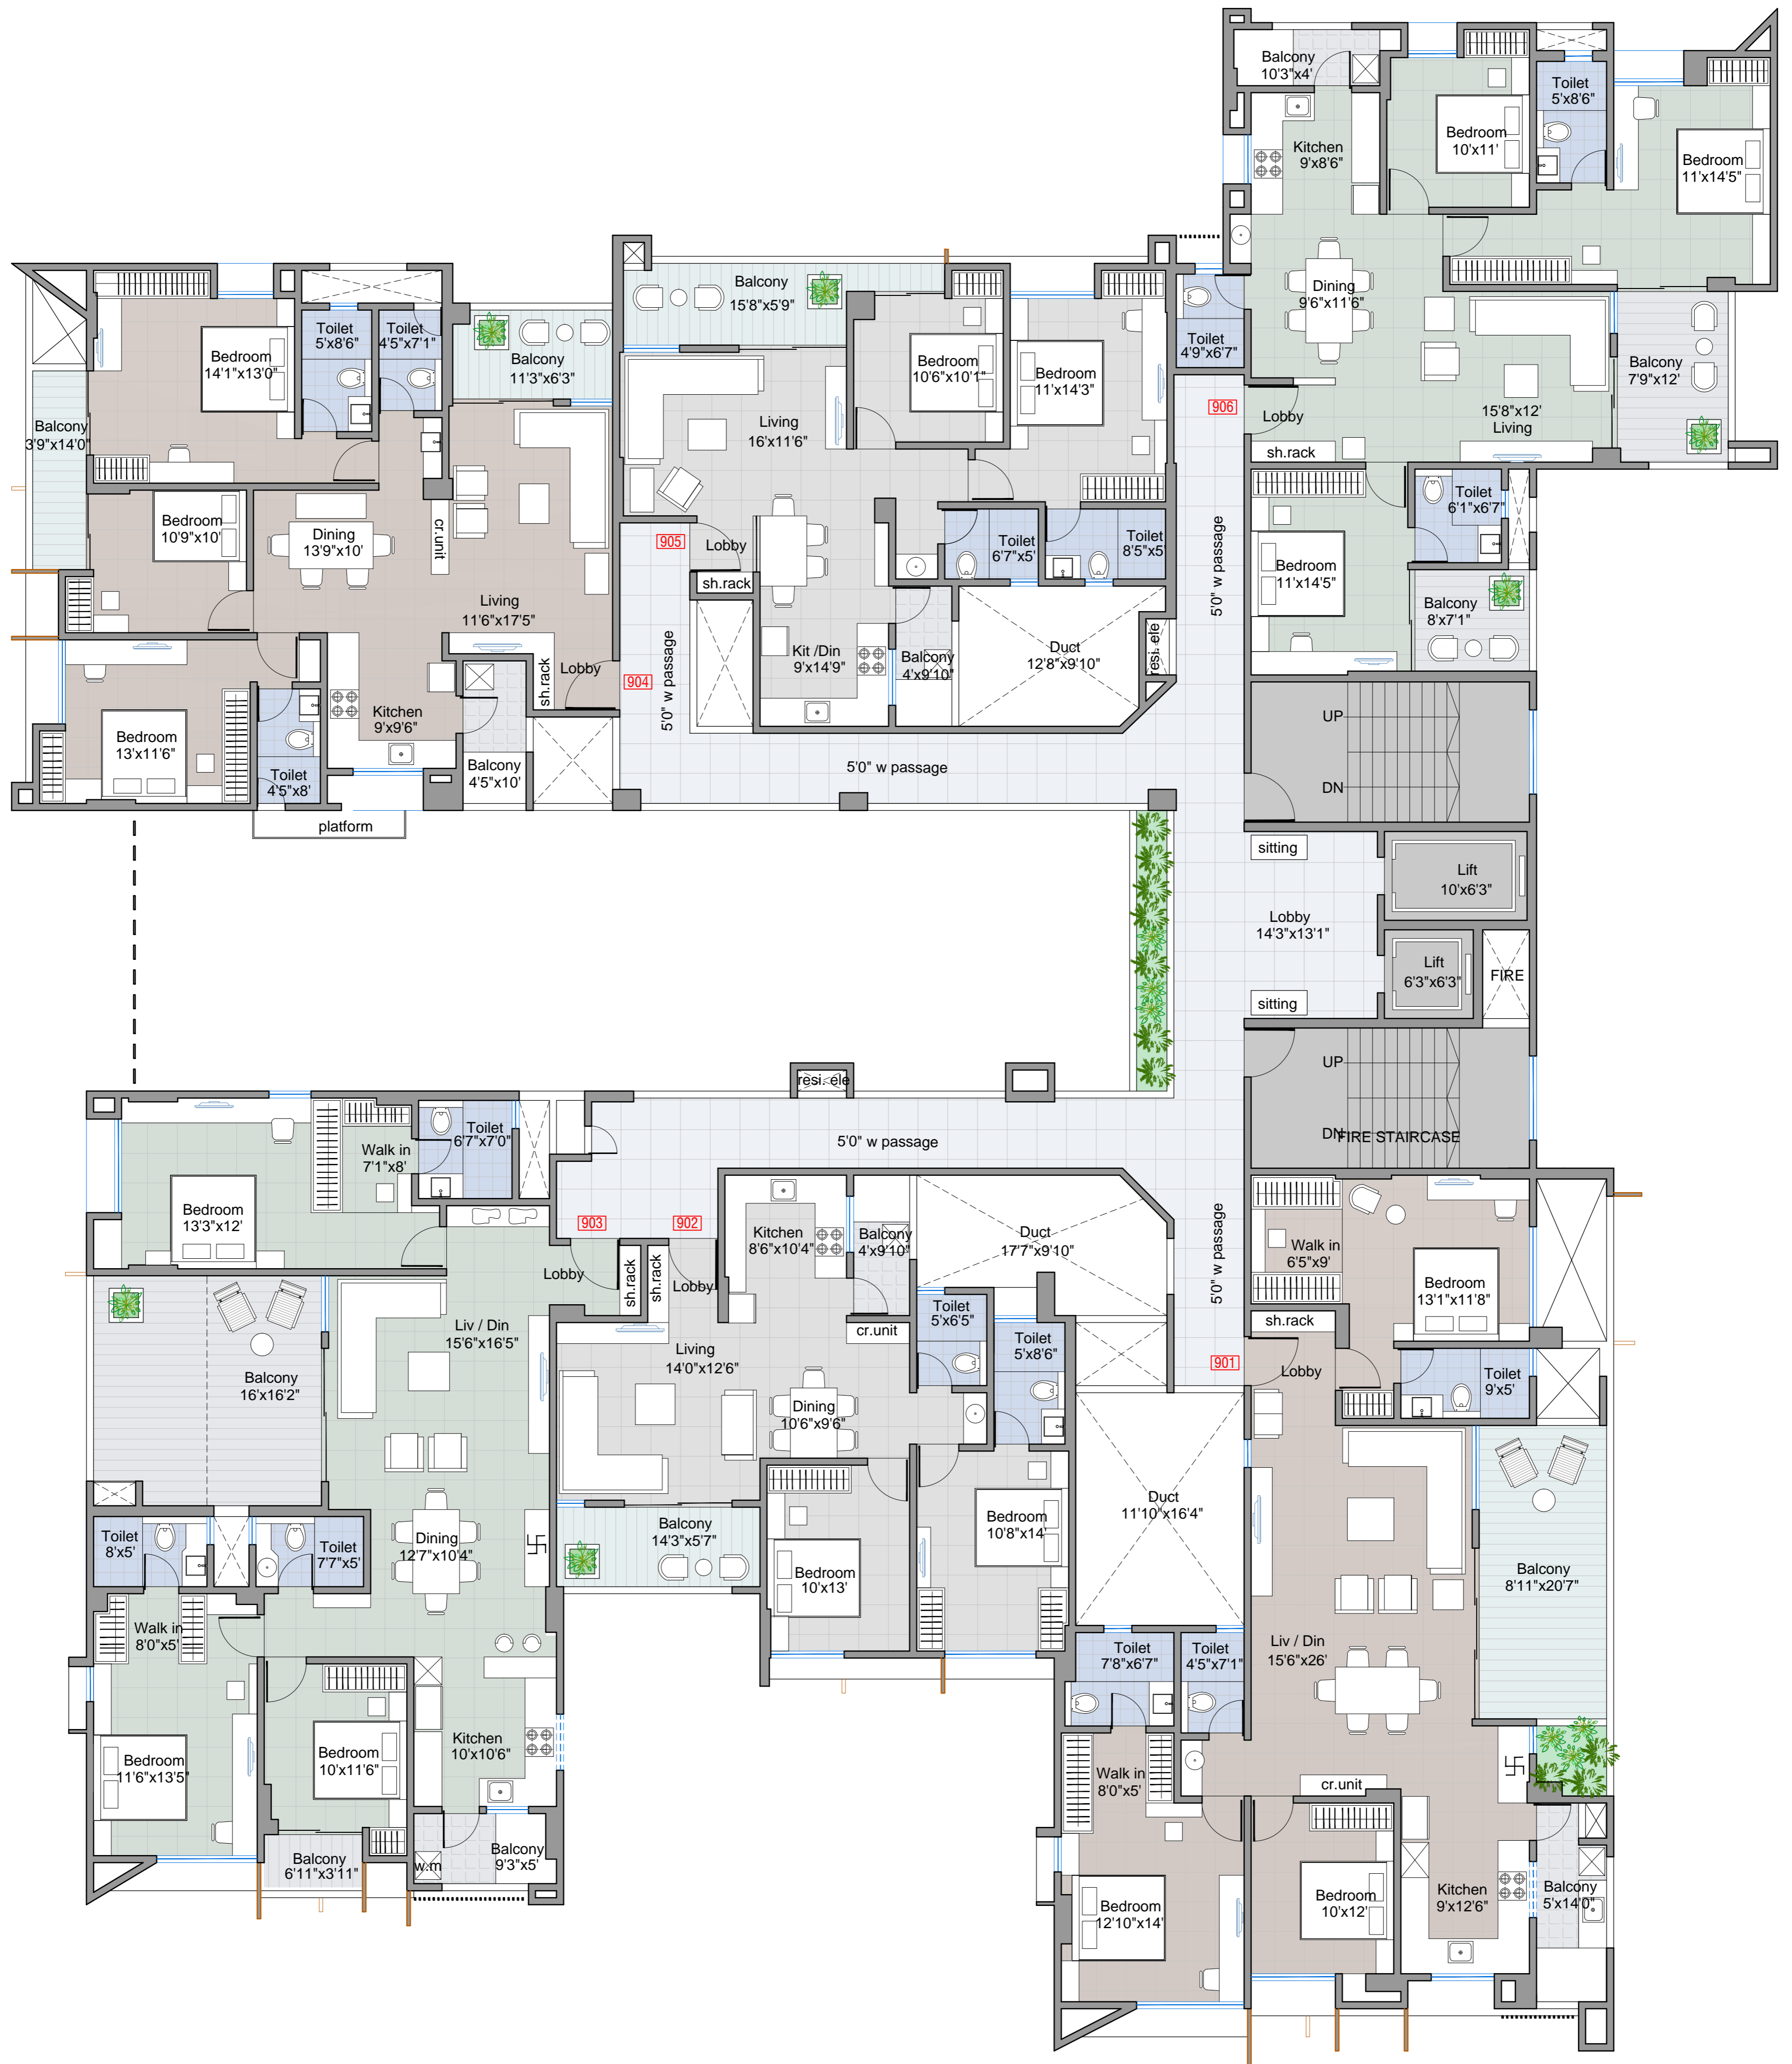 Balcony
10'3"x4'
Kitchen
9'x8'6"
Bedroom
10'x11'
Toilet
5'x8'6"
Bedroom
11'x14'5"
Dining
9'6"x11'6"
Toilet
4'9"x6'7"
Balcony
7'9"x12'
15'8"x12'
Living
906
Lobby
sh.rack
Toilet
6'1"x6'7"
Bedroom
11'x14'5"
Balcony
8'x7'1"
Bedroom
14'1"x13'0"
Toilet
5'x8'6"
Toilet
4'5"x7'1"
Balcony
11'3"x6'3"
Balcony
3'9"x14'0"
Bedroom
10'9"x10'
Dining
13'9"x10'
cr.unit
Living
11'6"x17'5"
Lobby
sh.rack
904
Bedroom
13'x11'6"
Toilet
4'5"x8'
Kitchen
9'x9'6"
Balcony
4'5"x10'
platform
Balcony
15'8"x5'9"
Living
16'x11'6"
Bedroom
10'6"x10'1"
Bedroom
11'x14'3"
905
Lobby
sh.rack
Toilet
6'7"x5'
Toilet
8'5"x5'
Kit /Din
9'x14'9"
Balcony
4'x9'10"
Duct
12'8"x9'10"
resi. ele
5'0" w passage
5'0" w passage
5'0" w passage
UP
DN
sitting
Lift
10'x6'3"
Lobby
14'3"x13'1"
Lift
6'3"x6'3"
FIRE
sitting
UP
DN
FIRE STAIRCASE
resi. ele
5'0" w passage
5'0" w passage
Toilet
6'7"x7'0"
Walk in
7'1"x8'
Bedroom
13'3"x12'
903
902
Lobby
sh.rack
sh.rack
Lobby
Liv / Din
15'6"x16'5"
Balcony
16'x16'2"
Toilet
8'x5'
Toilet
7'7"x5'
Dining
12'7"x10'4"
Walk in
8'0"x5'
Bedroom
11'6"x13'5"
Bedroom
10'x11'6"
Kitchen
10'x10'6"
Balcony
6'11"x3'11"
w.m
Balcony
9'3"x5'
Kitchen
8'6"x10'4"
Balcony
4'x9'10"
Duct
17'7"x9'10"
cr.unit
Living
14'0"x12'6"
Toilet
5'x6'5"
Toilet
5'x8'6"
Dining
10'6"x9'6"
Balcony
14'3"x5'7"
Bedroom
10'x13'
Bedroom
10'8"x14'
Duct
11'10"x16'4"
Walk in
6'5"x9'
Bedroom
13'1"x11'8"
sh.rack
901
Lobby
Toilet
9'x5'
Balcony
8'11"x20'7"
Liv / Din
15'6"x26'
Toilet
7'8"x6'7"
Toilet
4'5"x7'1"
Walk in
8'0"x5'
cr.unit
Bedroom
12'10"x14'
Bedroom
10'x12'
Kitchen
9'x12'6"
Balcony
5'x14'0"